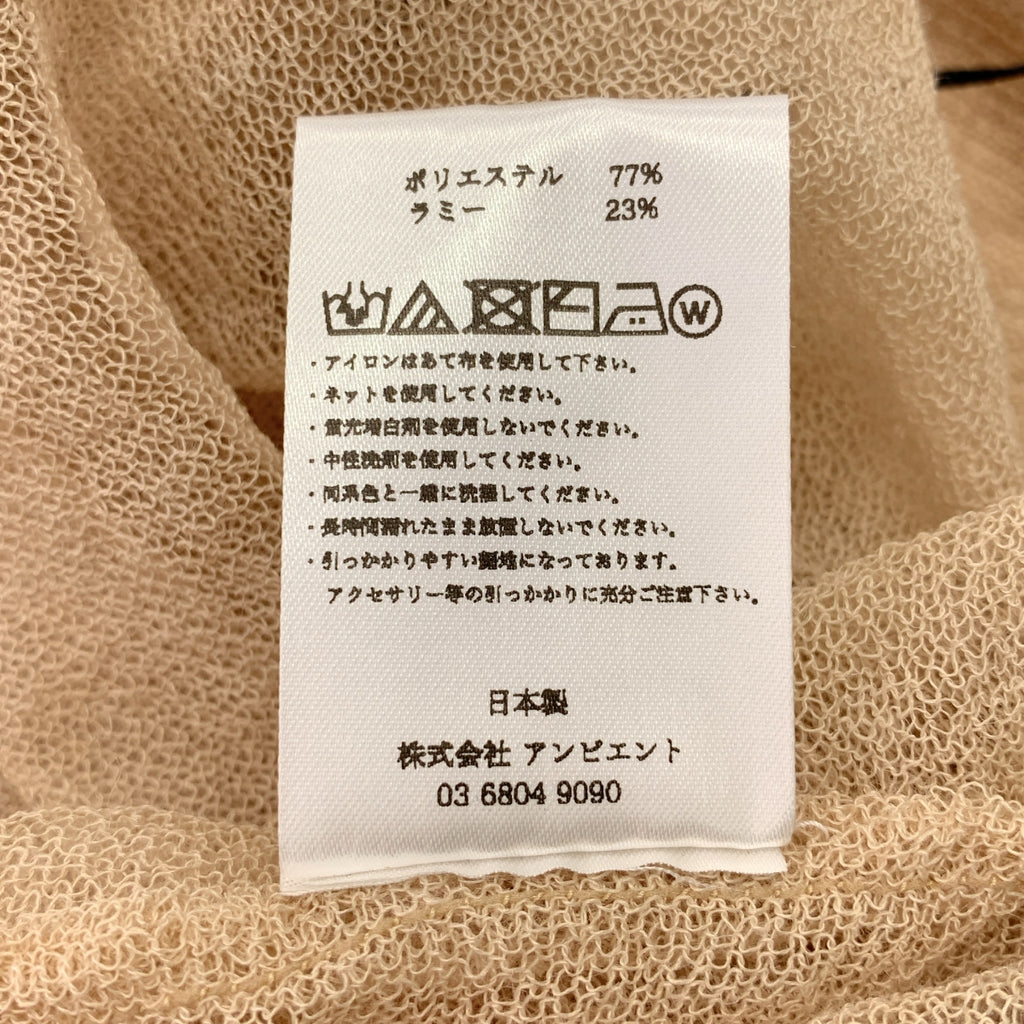 ポリエステル 77%
ラミー 23%
W
・アイロンはあて布を使用して下さい。
・ネットを使用してください。
・蛍光増白剤を使用しないでください。
・中性洗剤を使用してください。
・同系色と一緒に洗濯してください。
・長時間濡れたまま放置しないでください。
・引っかかりやすい編地になっております。
アクセサリー等の引っかかりに充分ご注意下さい。
日本製
株式会社 アンビエント
03 6804 9090